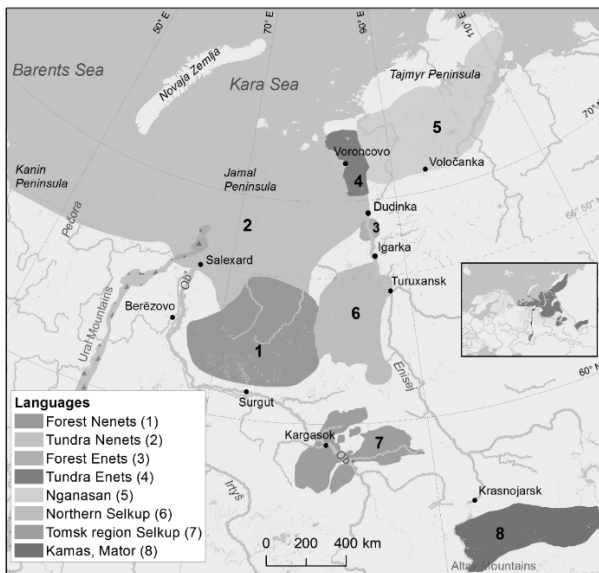 50° E
70° E
110° E
Barents Sea
Novaja Zemlja
Kara Sea
Tajmyr Peninsula
5
70° N
Voroncovo
Voločanka
4
Kanin
Peninsula
Jamal
Peninsula
Pečora
Dudinka
3
66° 50'
2
Igarka
Salexard
Ob'
Turuxansk
6
Ural Mountains
Berëzovo
1
Enisej
60° N
Surgut
Languages
Forest Nenets (1)
Tundra Nenets (2)
Forest Enets (3)
Tundra Enets (4)
Nganasan (5)
Northern Selkup (6)
Tomsk region Selkup (7)
Kamas, Mator (8)
Kargasok
7
Ob'
Irtyš
Krasnojarsk
8
0 200 400 km
Altay Mountains